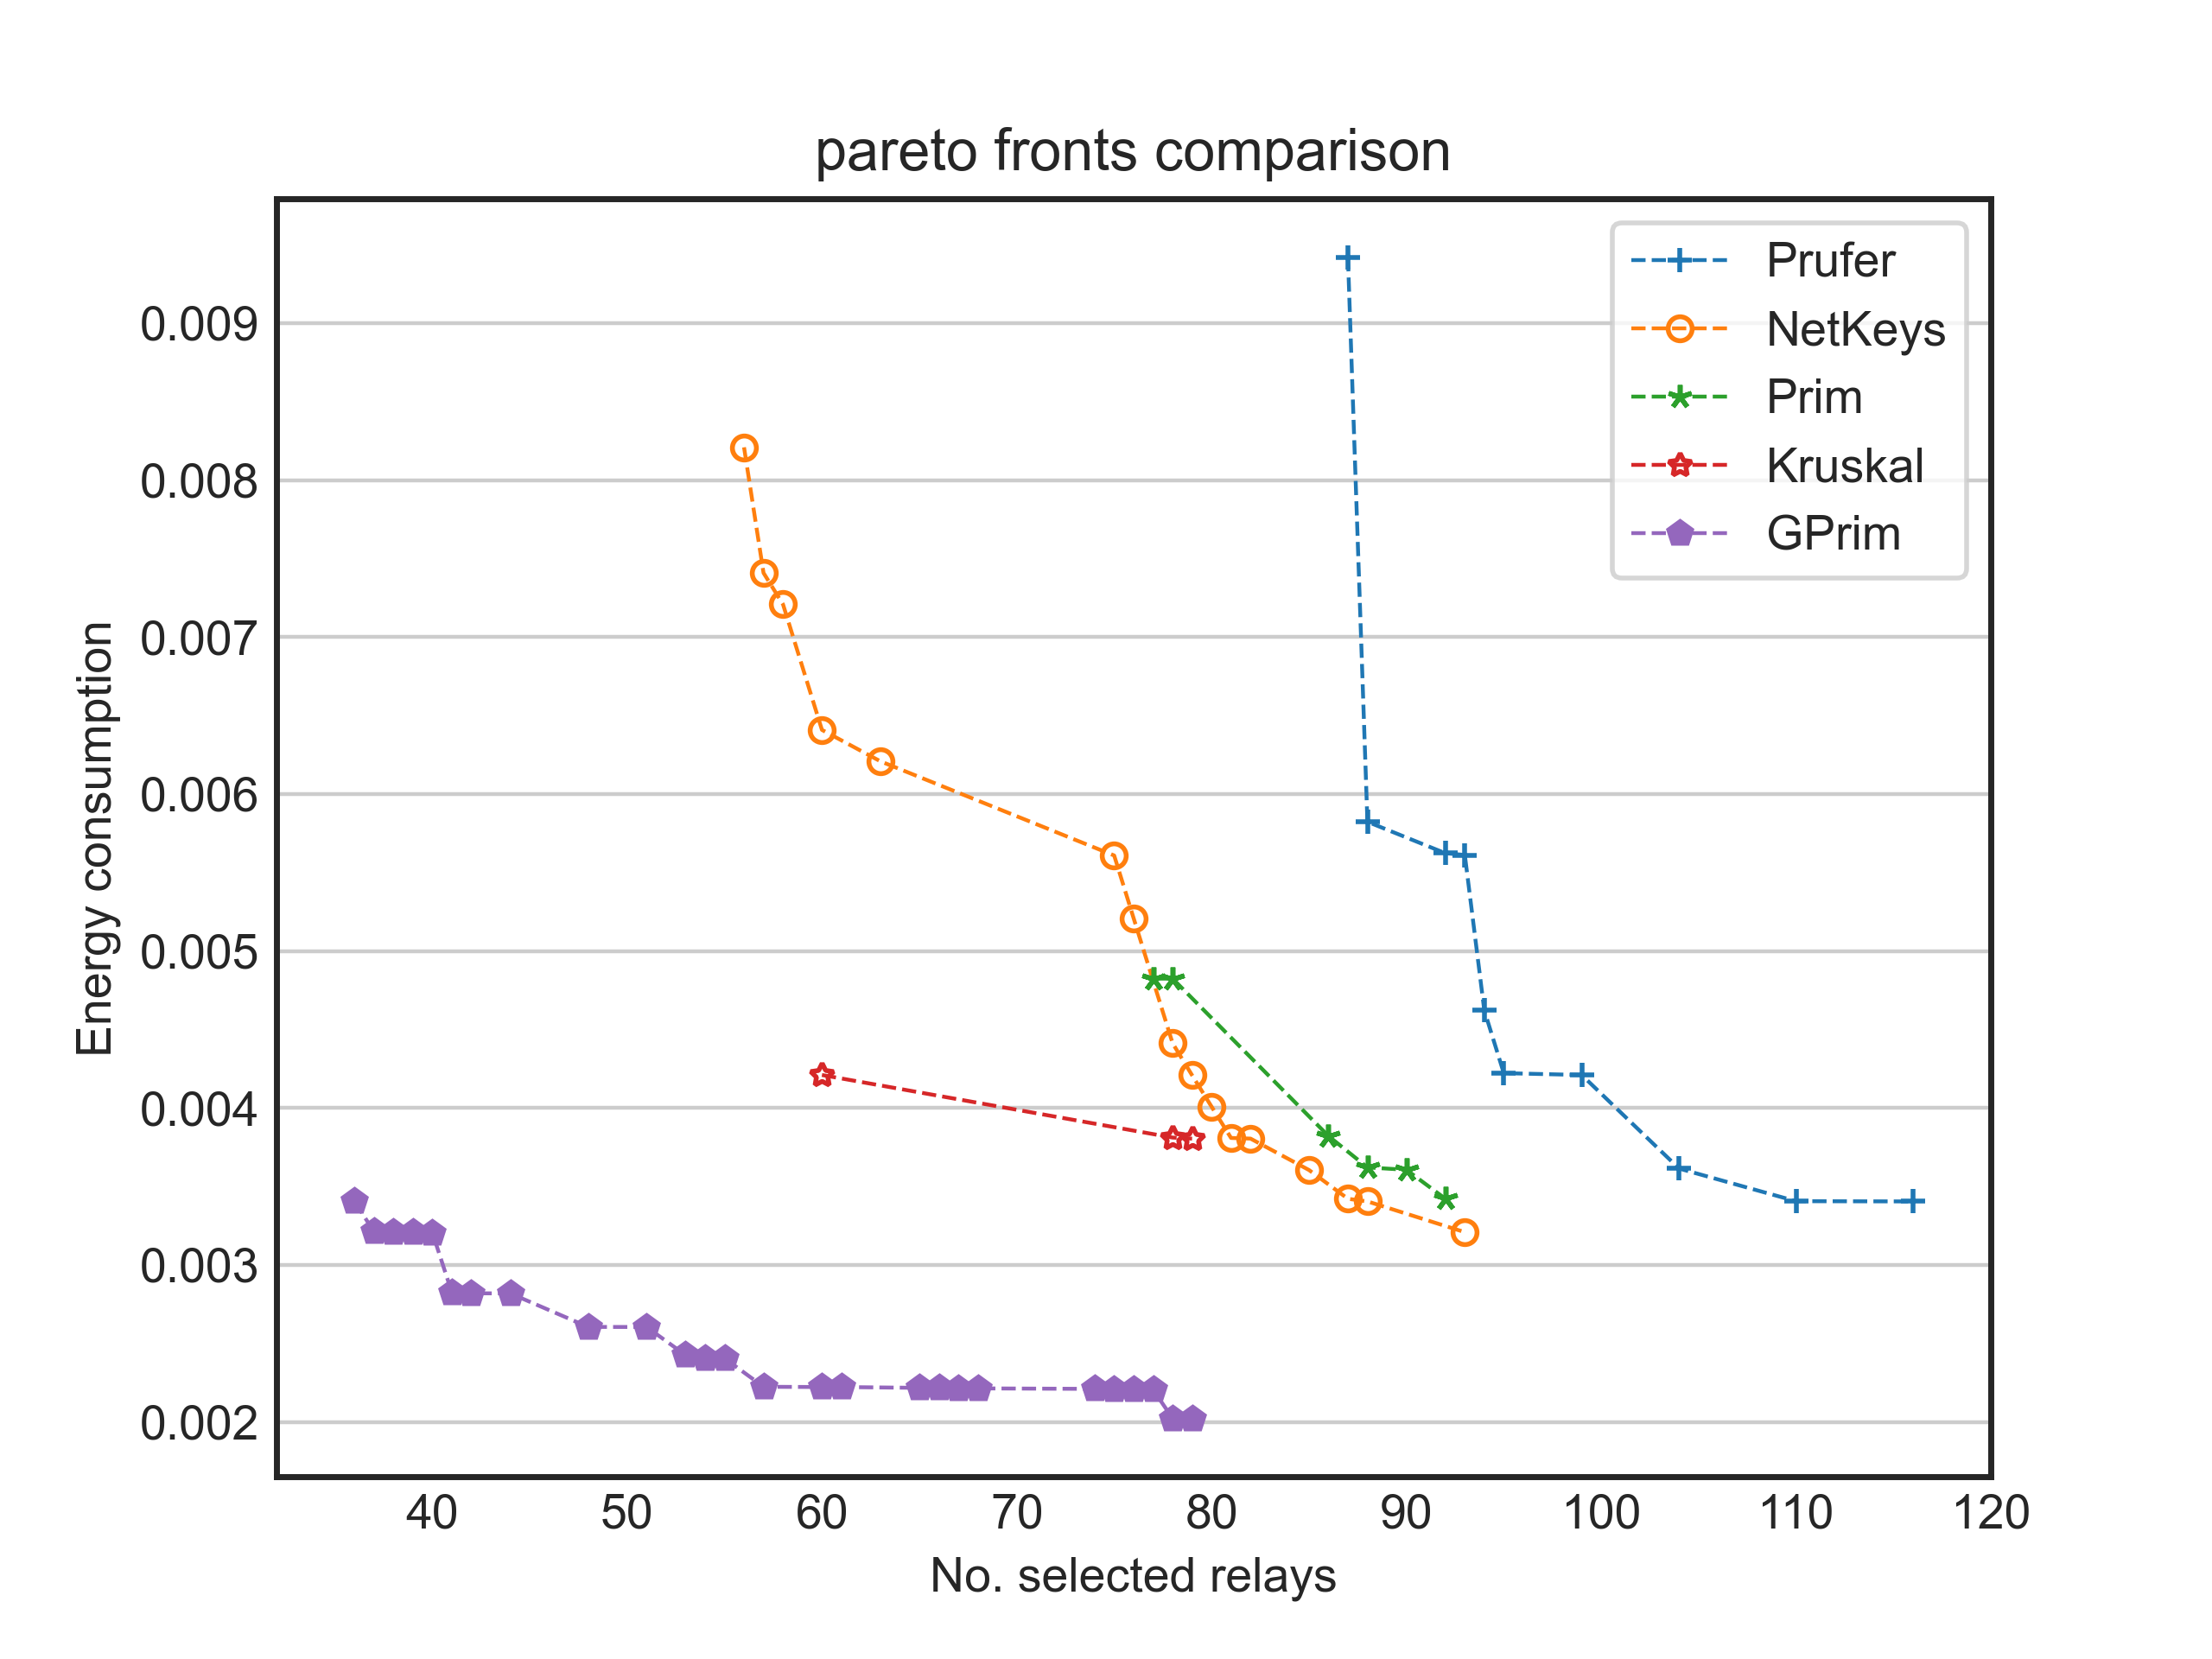 pareto fronts comparison
Prufer
NetKeys
Prim
Kruskal
GPrim
Energy consumption
0.009
0.008
0.007
0.006
0.005
0.004
0.003
0.002
40 50 60 70 80 90 100 110 120
No. selected relays